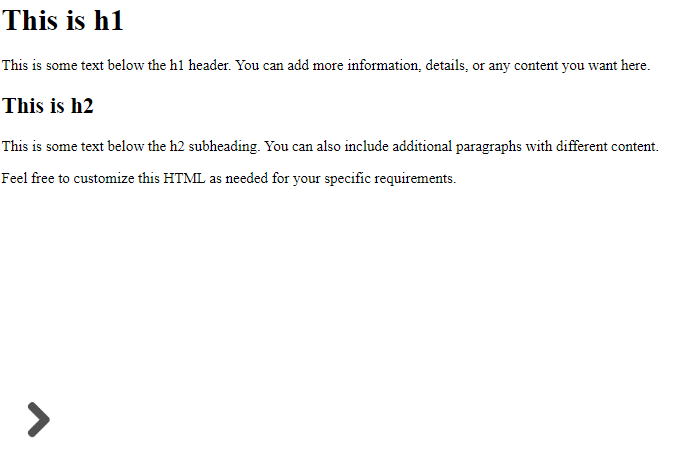 This is h1
This is some text below the h1 header. You can add more information, details, or any content you want here.
This is h2
This is some text below the h2 subheading. You can also include additional paragraphs with different content.
Feel free to customize this HTML as needed for your specific requirements.